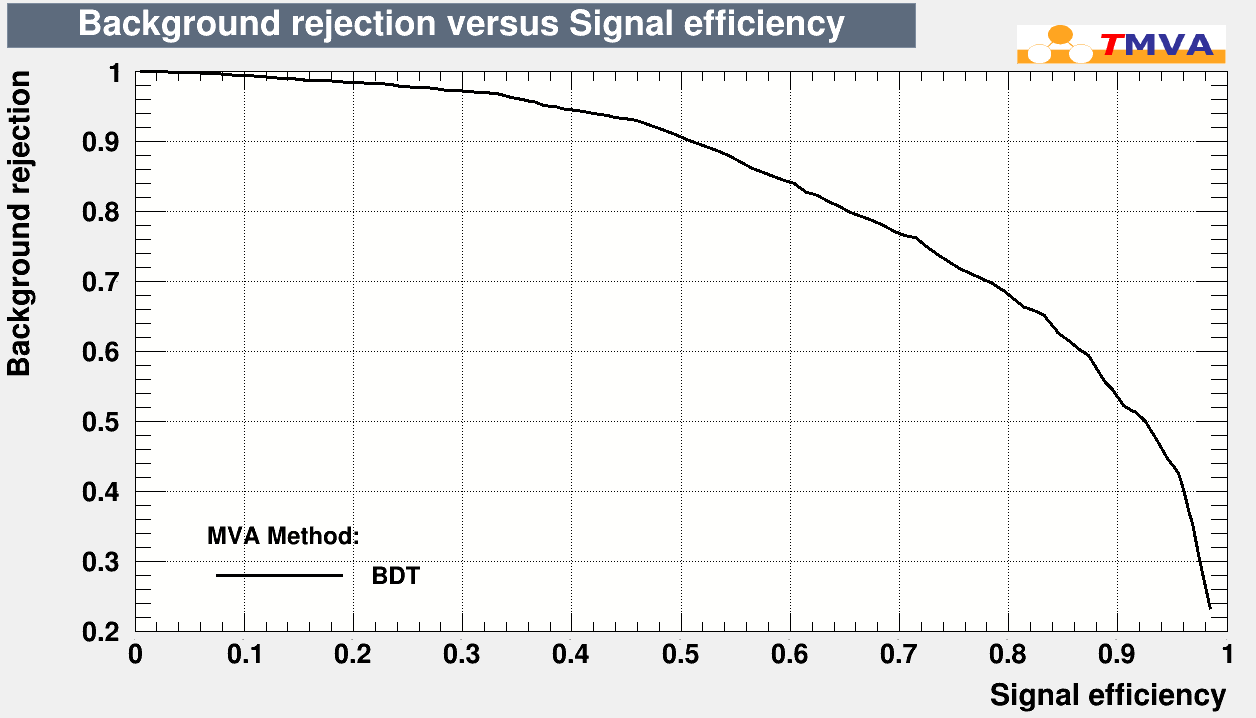 Background rejection versus Signal efficiency
TMVA
Background rejection
1
0.9
0.8
0.7
0.6
0.5
0.4
0.3
0.2
MVA Method:
BDT
0 0.1 0.2 0.3 0.4 0.5 0.6 0.7 0.8 0.9 1
Signal efficiency